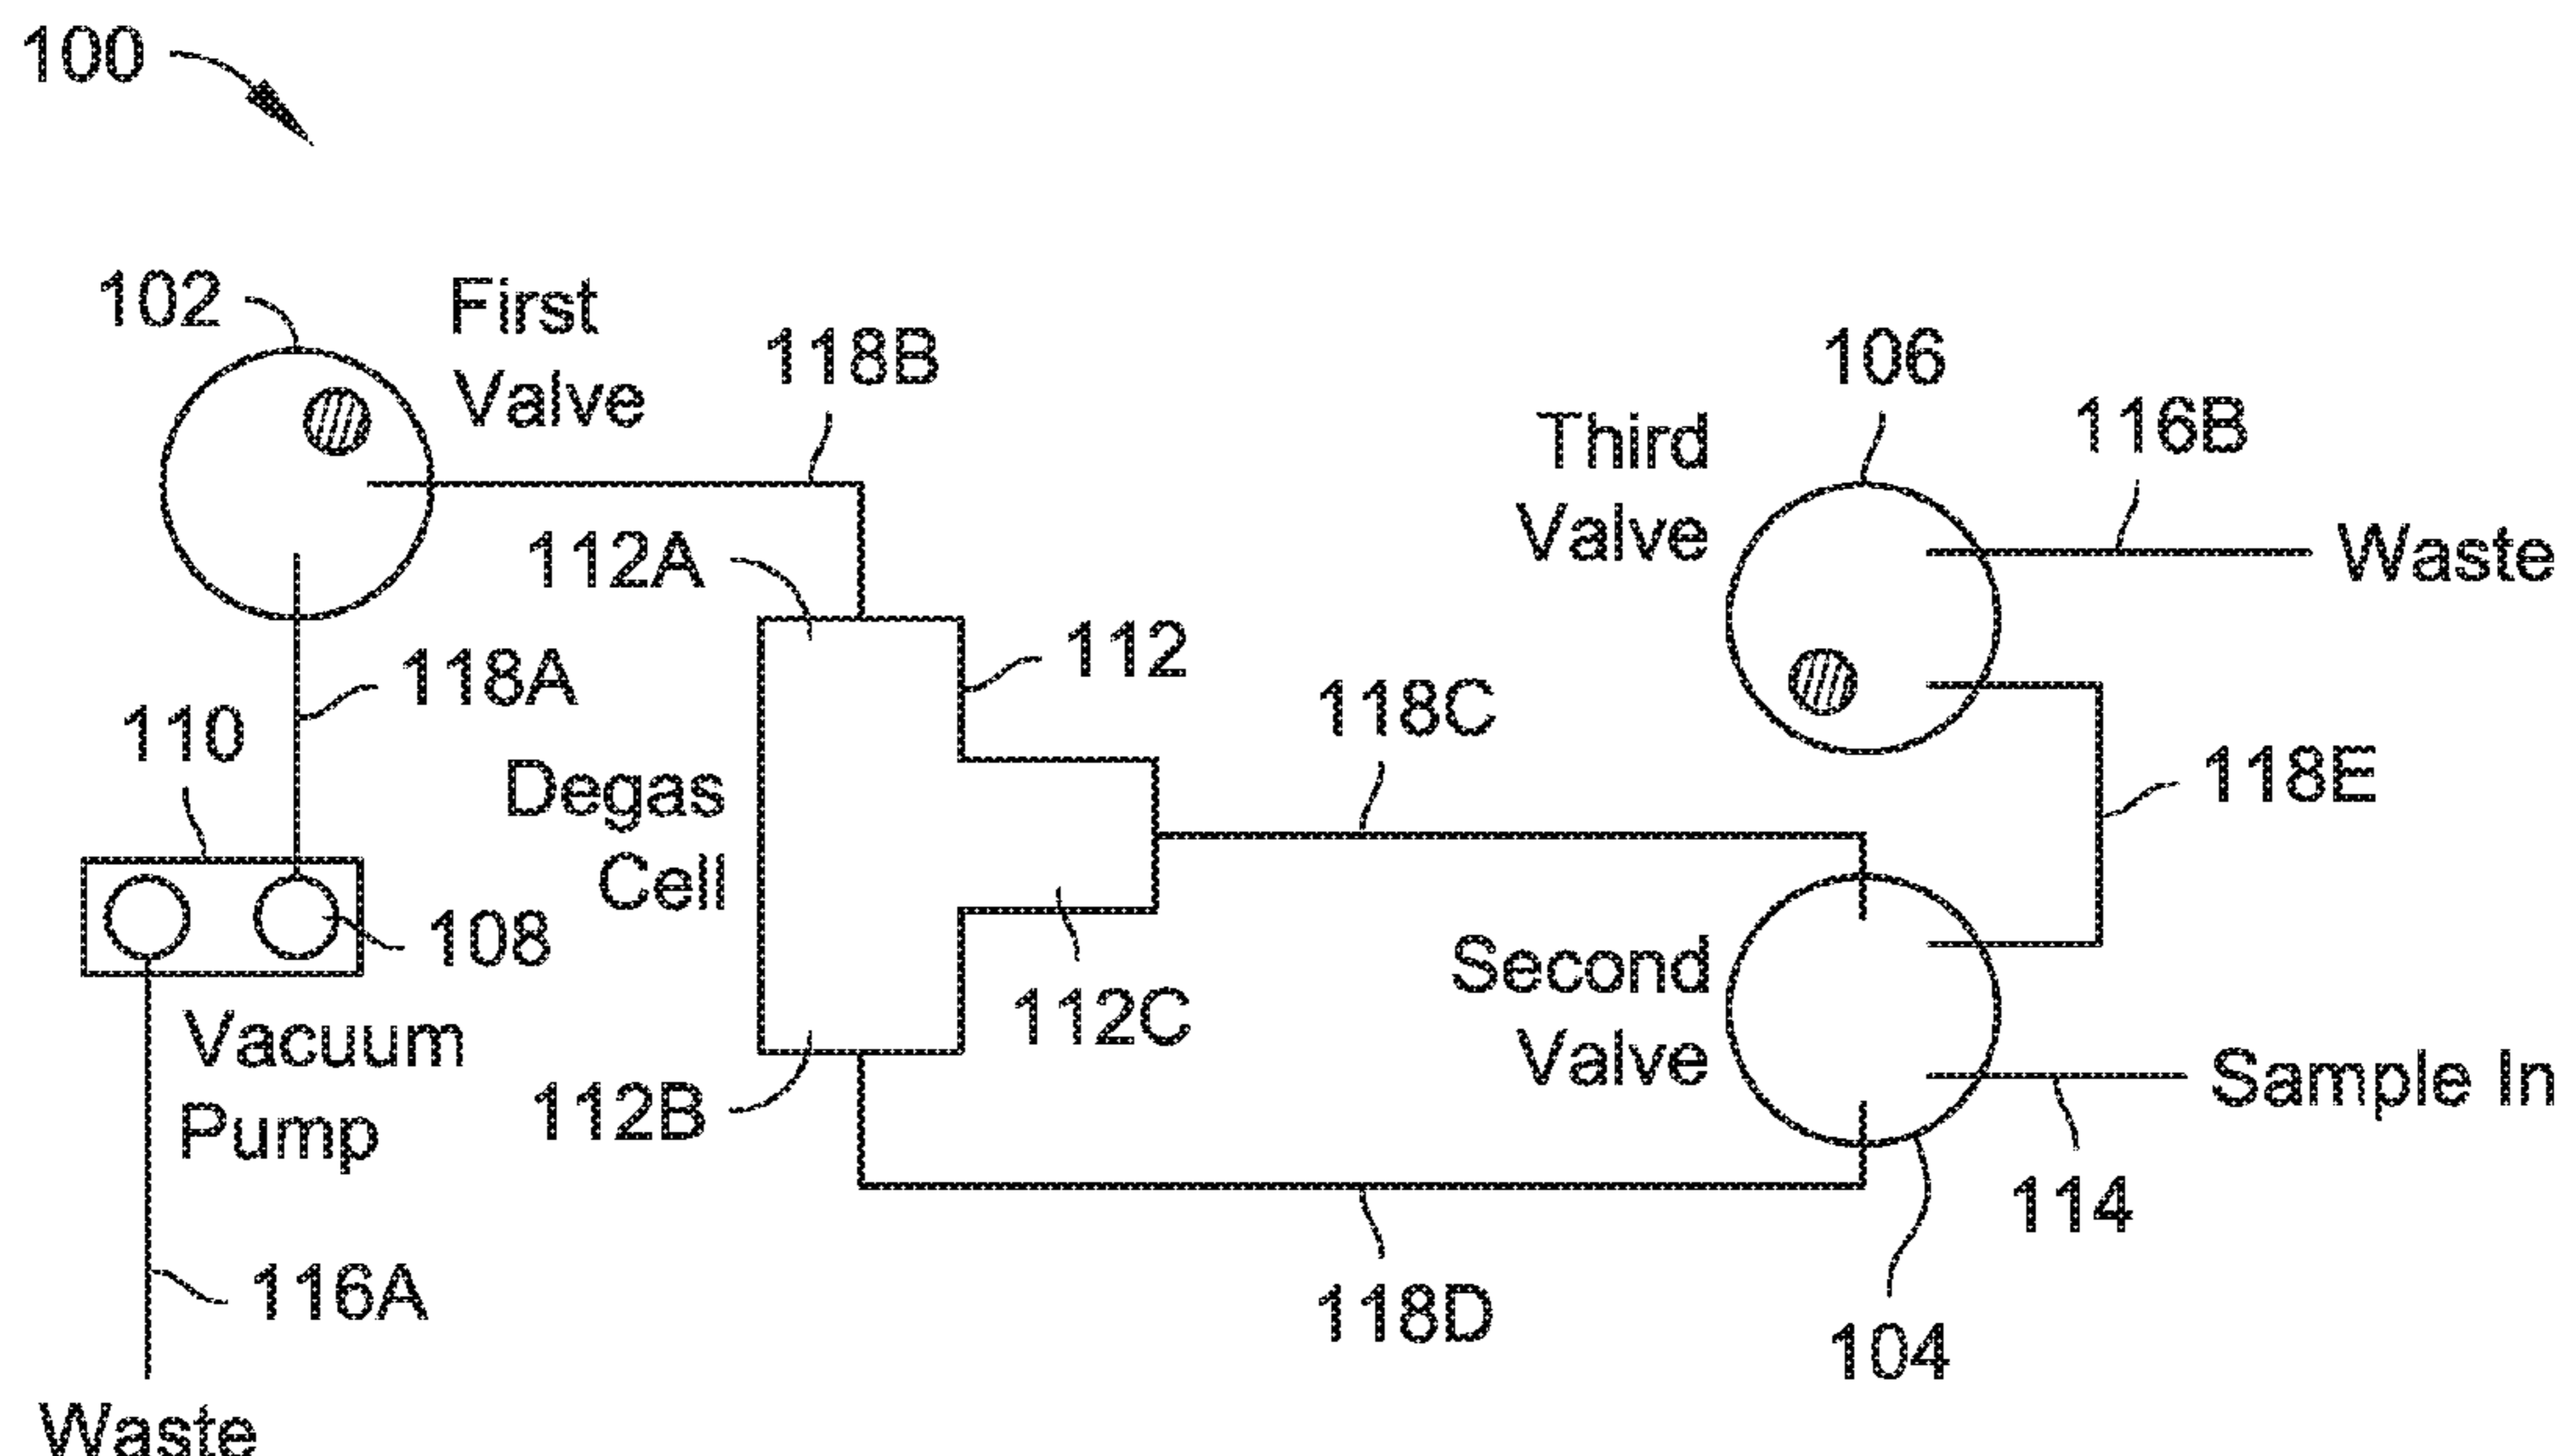 100
102
First
Valve
118B
106
Third
Valve
116B
Waste
112A
112
118A
110
118C
118E
Degas
Cell
108
112C
Second
Valve
Vacuum
Pump
112B
Sample In
114
116A
118D
104
Waste